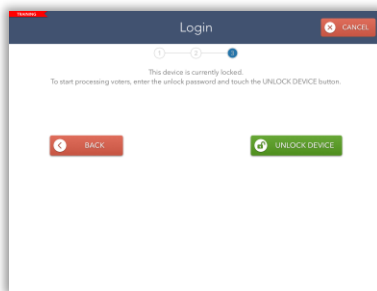 TRAINING
Login
CANCEL
1 2 3
This device is currently locked.
To start processing voters, enter the unlock password and touch the UNLOCK DEVICE button.
BACK
UNLOCK DEVICE